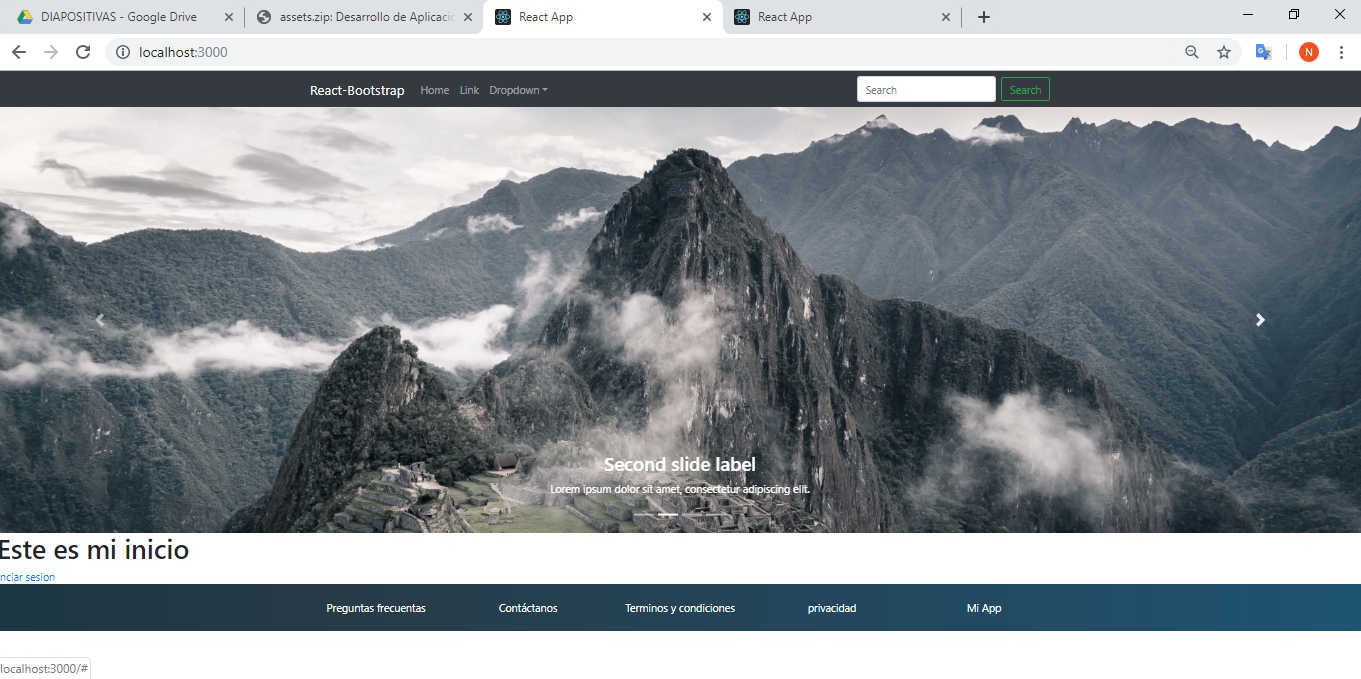 DIAPOSITIVAS - Google Drive
assets.zip: Desarrollo de Aplicacio
React App
React App
localhost:3000
N
React-Bootstrap Home Link Dropdown Search Search
Second slide label
Lorem ipsum dolor sit amet, consectetur adipiscing elit.
Este es mi inicio
nciar sesion
Preguntas frecuentas Contáctanos Terminos y condiciones privacidad Mi App
localhost:3000/#